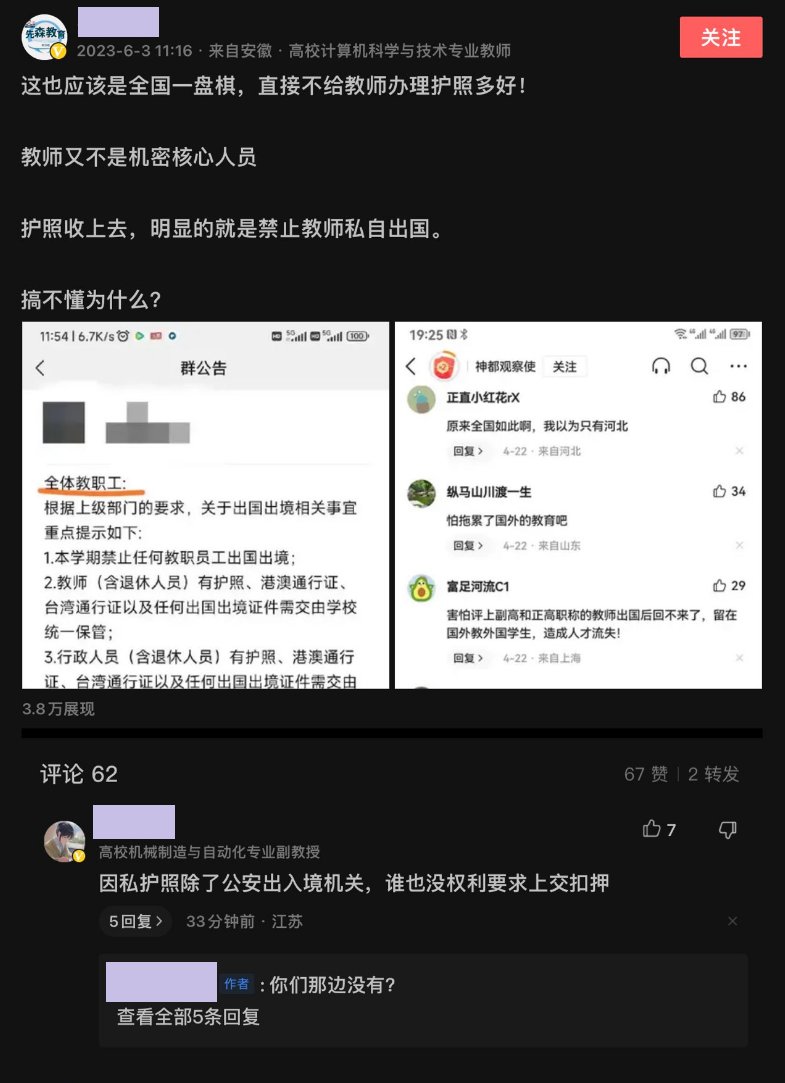 先森教育
2023-6-3 11:16 · 来自安徽 · 高校计算机科学与技术专业教师
关注
这也应该是全国一盘棋，直接不给教师办理护照多好！
教师又不是机密核心人员
护照收上去，明显的就是禁止教师私自出国。
搞不懂为什么？
11:54 | 6.7K/s
HD 5G HD 5G 100
群公告
全体教职工:
根据上级部门的要求，关于出国出境相关事宜
重点提示如下:
1.本学期禁止任何教职员工出国出境；
2.教师（含退休人员）有护照、港澳通行证、
台湾通行证以及任何出国出境证件需交由学校
统一保管；
3.行政人员（含退休人员）有护照、港澳通行
证、台湾通行证以及任何出国出境证件需交由
19:25
97
神都观察使
关注
正直小红花rX
86
原来全国如此啊，我以为只有河北
回复 4-22 · 来自河北
纵马山川渡一生
34
怕拖累了国外的教育吧
回复 4-22 · 来自山东
富足河流C1
29
害怕评上副高和正高职称的教师出国后回不来了，留在
国外教外国学生，造成人才流失!
回复 4-22 · 来自上海
3.8万展现
评论 62
67 赞 | 2 转发
7
高校机械制造与自动化专业副教授
因私护照除了公安出入境机关，谁也没权利要求上交扣押
5回复 33分钟前 · 江苏
作者 : 你们那边没有?
查看全部5条回复